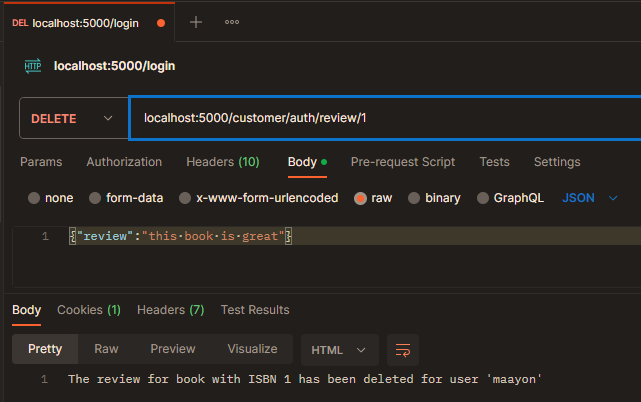 DEL localhost:5000/login
localhost:5000/login
DELETE localhost:5000/customer/auth/review/1
Params Authorization Headers (10) Body Pre-request Script Tests Settings
none form-data x-www-form-urlencoded raw binary GraphQL JSON
1 {"review":"this·book·is·great"}
Body Cookies (1) Headers (7) Test Results
Pretty Raw Preview Visualize HTML
1 The review for book with ISBN 1 has been deleted for user 'maayon'